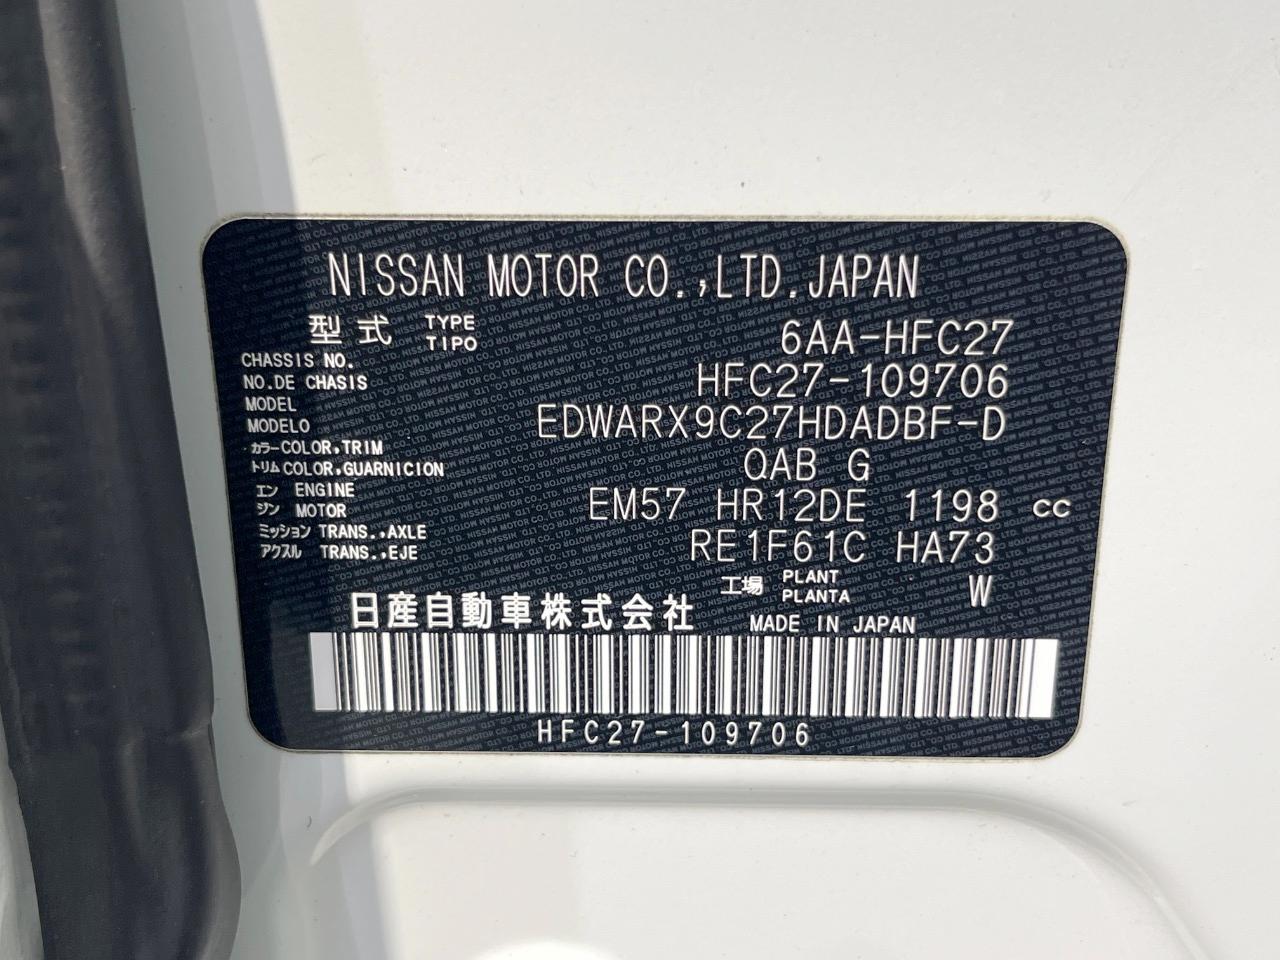 NISSAN MOTOR CO.,LTD.JAPAN
型式 TYPE TIPO 6AA-HFC27
CHASSIS NO.
NO.DE CHASIS HFC27-109706
MODEL
MODELO EDWARX9C27HDADBF-D
カラー COLOR,TRIM
トリム COLOR,GUARNICION QAB G
エン ENGINE
ジン MOTOR EM57 HR12DE 1198 cc
ミッション TRANS.,AXLE
アクスル TRANS.,EJE RE1F61C HA73
工場 PLANT PLANTA W
日産自動車株式会社 MADE IN JAPAN
HFC27-109706